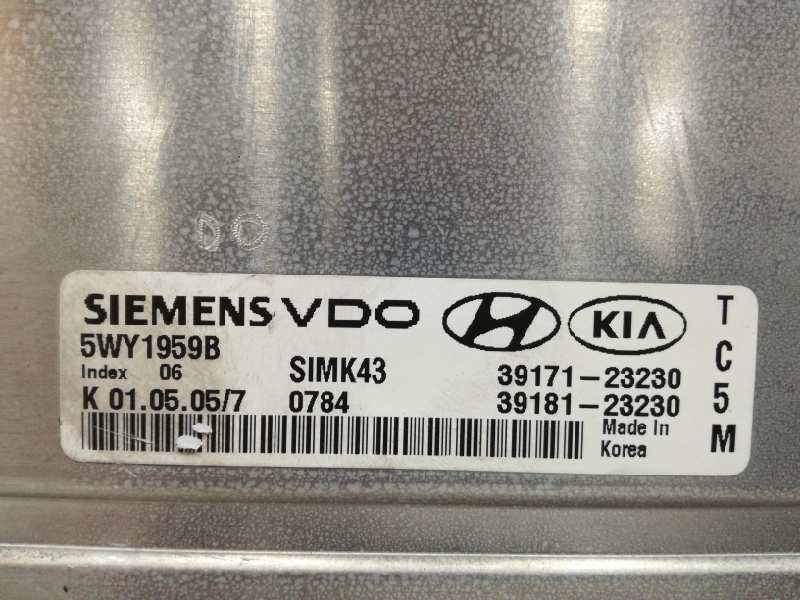 SIEMENS VDO
KIA
5WY1959B
Index 06
SIMK43
39171-23230
K 01.05.05/7
0784
39181-23230
Made In
Korea
T
C
5
M
DO